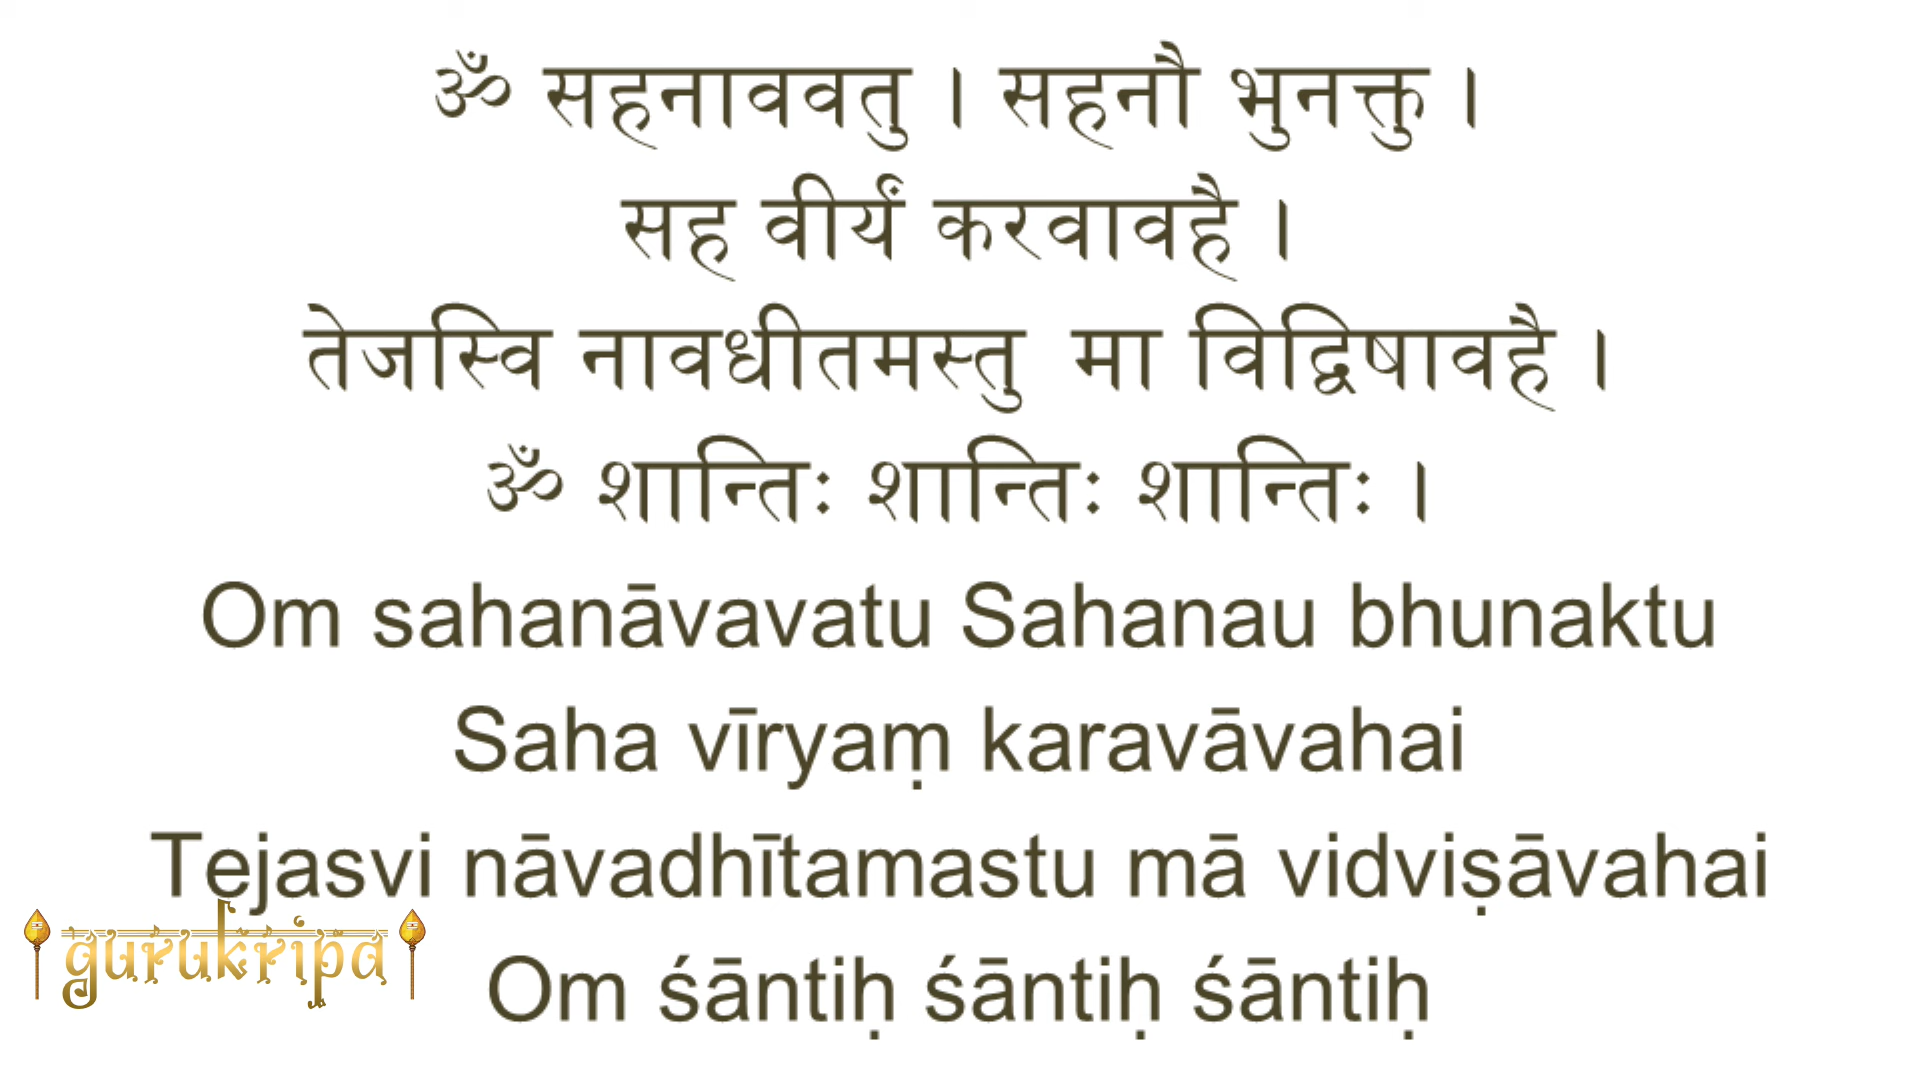 ॐ सहनाववतु । सहनौ भुनक्तु ।
सह वीर्यं करवावहै ।
तेजस्वि नावधीतमस्तु मा विद्विषावहै ।
ॐ शान्तिः शान्तिः शान्तिः ।
Om sahanāvavatu Sahanau bhunaktu
Saha vīryaṃ karavāvahai
Tejasvi nāvadhītamastu mā vidviṣāvahai
gurukripa
Om śāntiḥ śāntiḥ śāntiḥ